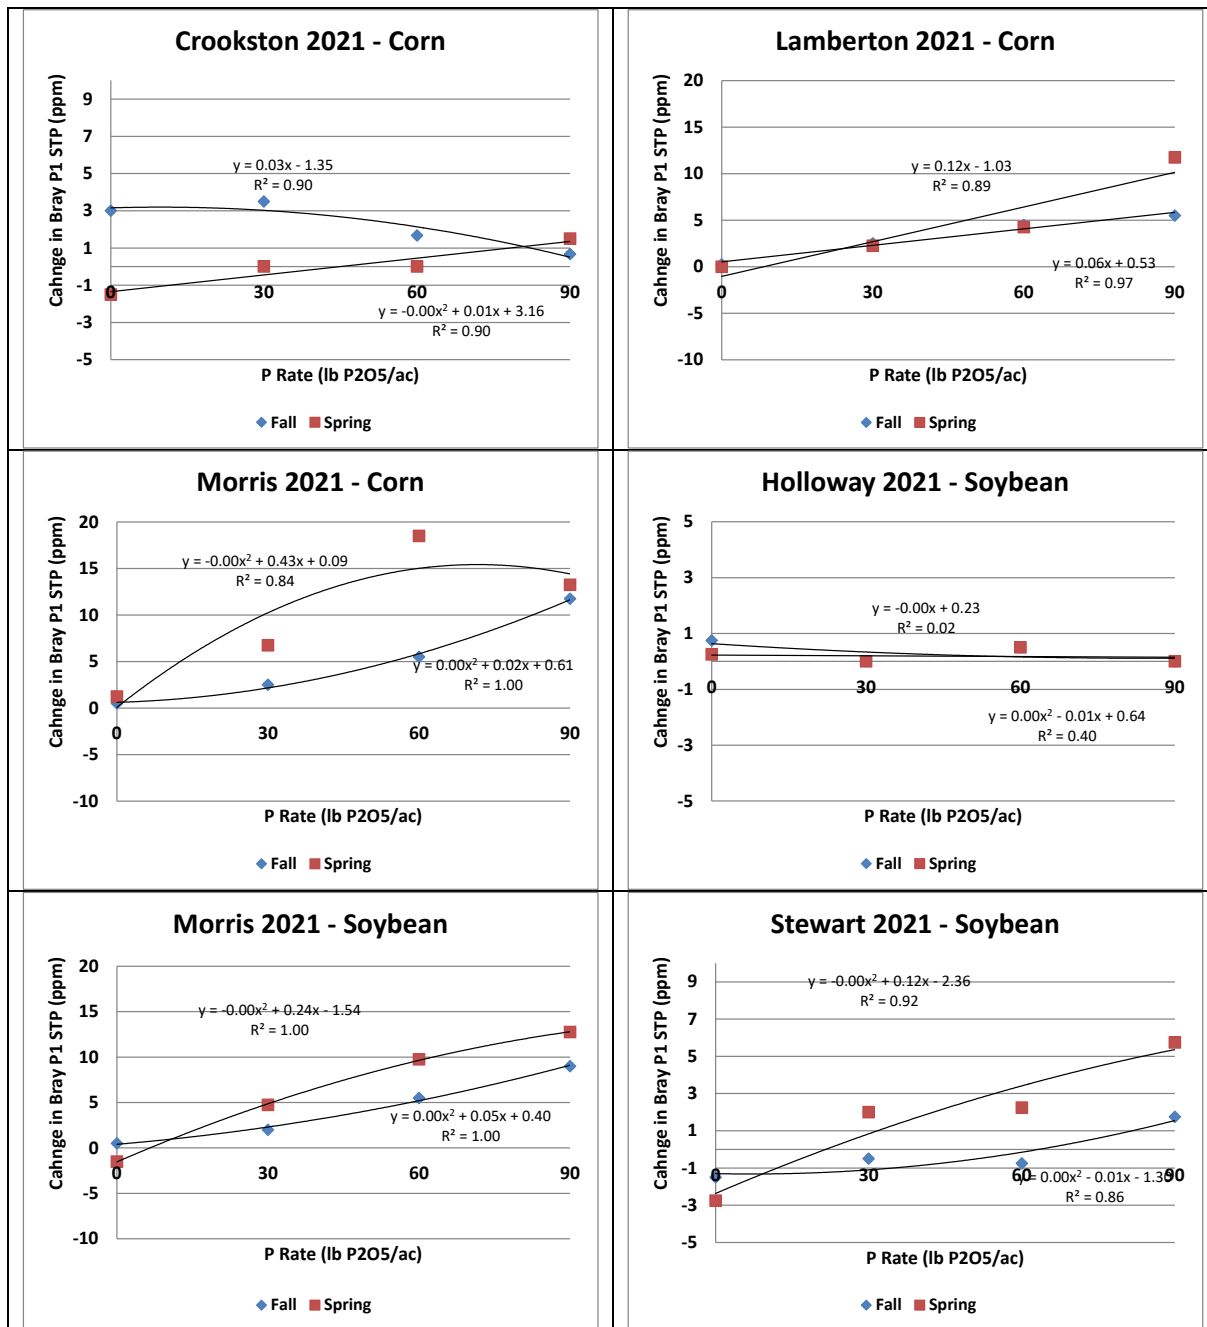 Crookston 2021 - Corn
Cahnge in Bray P1 STP (ppm)
9
7
5
3
1
-1
-3
-5
y = 0.03x - 1.35
R² = 0.90
y = -0.00x² + 0.01x + 3.16
R² = 0.90
0 30 60 90
P Rate (lb P2O5/ac)
Fall Spring
Lamberton 2021 - Corn
Cahnge in Bray P1 STP (ppm)
20
15
10
5
0
-5
-10
y = 0.12x - 1.03
R² = 0.89
y = 0.06x + 0.53
R² = 0.97
0 30 60 90
P Rate (lb P2O5/ac)
Fall Spring
Morris 2021 - Corn
Cahnge in Bray P1 STP (ppm)
20
15
10
5
0
-5
-10
y = -0.00x² + 0.43x + 0.09
R² = 0.84
y = 0.00x² + 0.02x + 0.61
R² = 1.00
0 30 60 90
P Rate (lb P2O5/ac)
Fall Spring
Holloway 2021 - Soybean
Cahnge in Bray P1 STP (ppm)
5
3
1
-1
-3
-5
y = -0.00x + 0.23
R² = 0.02
y = 0.00x² - 0.01x + 0.64
R² = 0.40
0 30 60 90
P Rate (lb P2O5/ac)
Fall Spring
Morris 2021 - Soybean
Cahnge in Bray P1 STP (ppm)
20
15
10
5
0
-5
-10
y = -0.00x² + 0.24x - 1.54
R² = 1.00
y = 0.00x² + 0.05x + 0.40
R² = 1.00
0 30 60 90
P Rate (lb P2O5/ac)
Fall Spring
Stewart 2021 - Soybean
Cahnge in Bray P1 STP (ppm)
9
7
5
3
1
-1
-3
-5
y = -0.00x² + 0.12x - 2.36
R² = 0.92
y = 0.00x² - 0.01x - 1.30
R² = 0.86
0 30 60 90
P Rate (lb P2O5/ac)
Fall Spring